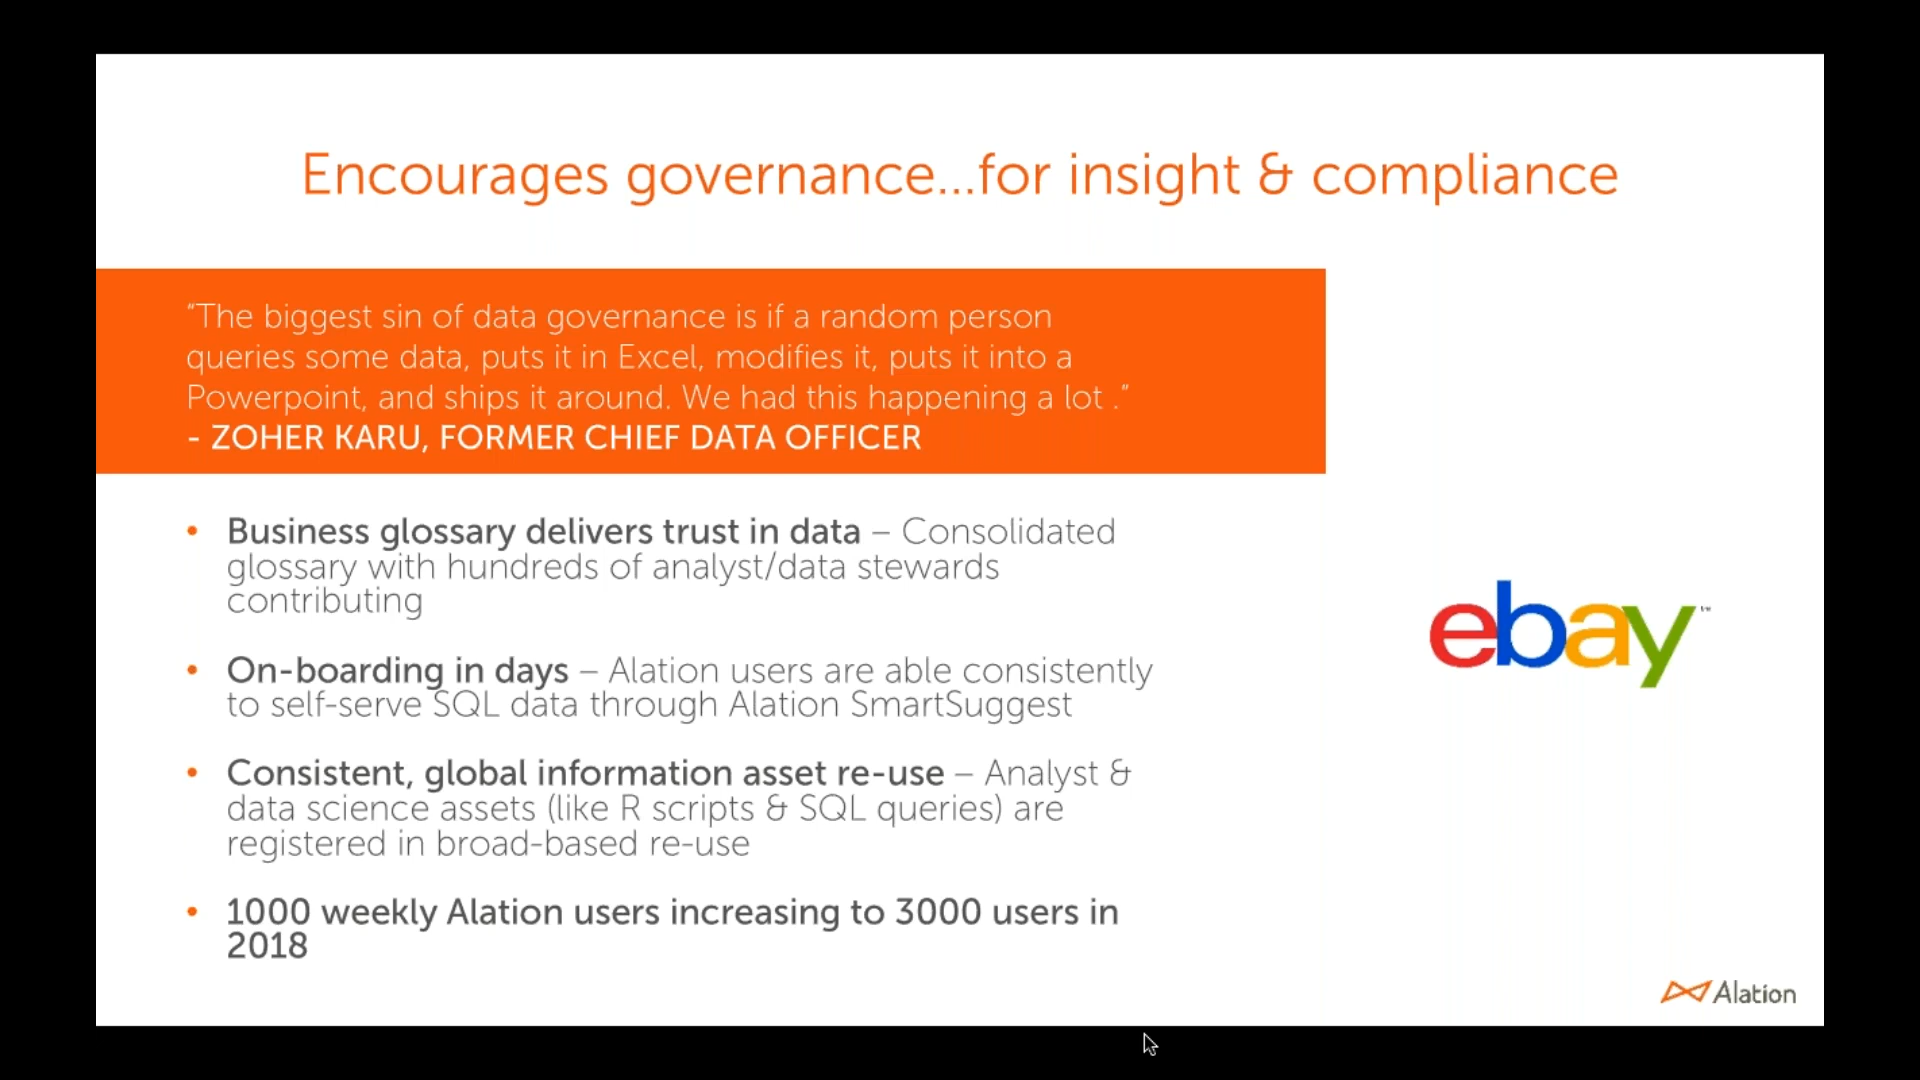 Encourages governance...for insight & compliance
“The biggest sin of data governance is if a random person
queries some data, puts it in Excel, modifies it, puts it into a
Powerpoint, and ships it around. We had this happening a lot .”
- ZOHER KARU, FORMER CHIEF DATA OFFICER
• Business glossary delivers trust in data – Consolidated
glossary with hundreds of analyst/data stewards
contributing
• On-boarding in days – Alation users are able consistently
to self-serve SQL data through Alation SmartSuggest
• Consistent, global information asset re-use – Analyst &
data science assets (like R scripts & SQL queries) are
registered in broad-based re-use
• 1000 weekly Alation users increasing to 3000 users in
2018
ebay™
Alation